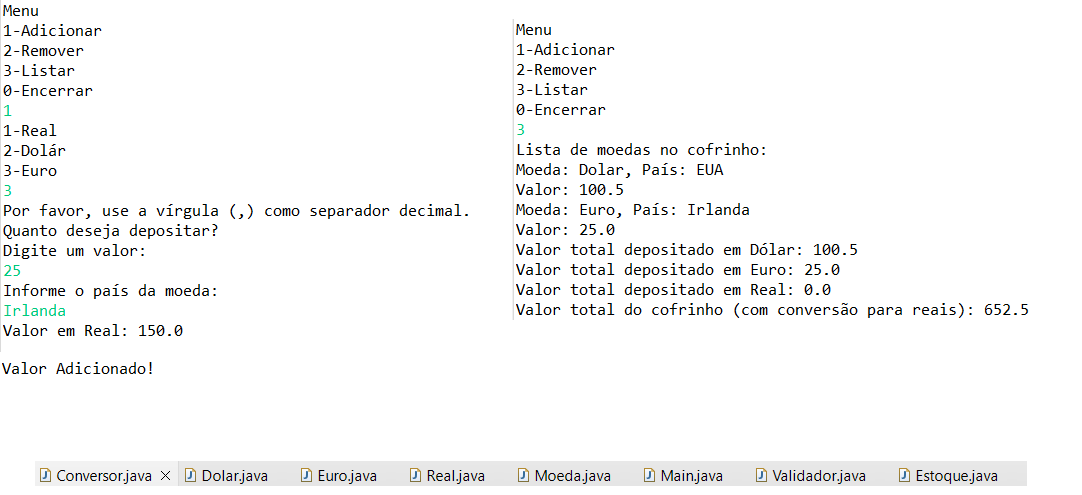 Menu
1-Adicionar
2-Remover
3-Listar
0-Encerrar
1
1-Real
2-Dolár
3-Euro
3
Por favor, use a vírgula (,) como separador decimal.
Quanto deseja depositar?
Digite um valor:
25
Informe o país da moeda:
Irlanda
Valor em Real: 150.0
Valor Adicionado!
Menu
1-Adicionar
2-Remover
3-Listar
0-Encerrar
3
Lista de moedas no cofrinho:
Moeda: Dolar, País: EUA
Valor: 100.5
Moeda: Euro, País: Irlanda
Valor: 25.0
Valor total depositado em Dólar: 100.5
Valor total depositado em Euro: 25.0
Valor total depositado em Real: 0.0
Valor total do cofrinho (com conversão para reais): 652.5
Conversor.java Dolar.java Euro.java Real.java Moeda.java Main.java Validador.java Estoque.java